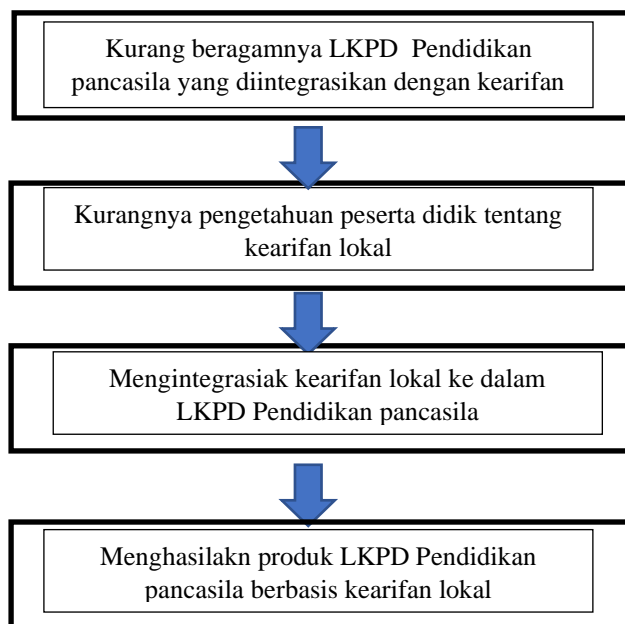 Kurang beragamnya LKPD Pendidikan
pancasila yang diintegrasikan dengan kearifan
Kurangnya pengetahuan peserta didik tentang
kearifan lokal
Mengintegrasiak kearifan lokal ke dalam
LKPD Pendidikan pancasila
Menghasilakn produk LKPD Pendidikan
pancasila berbasis kearifan lokal